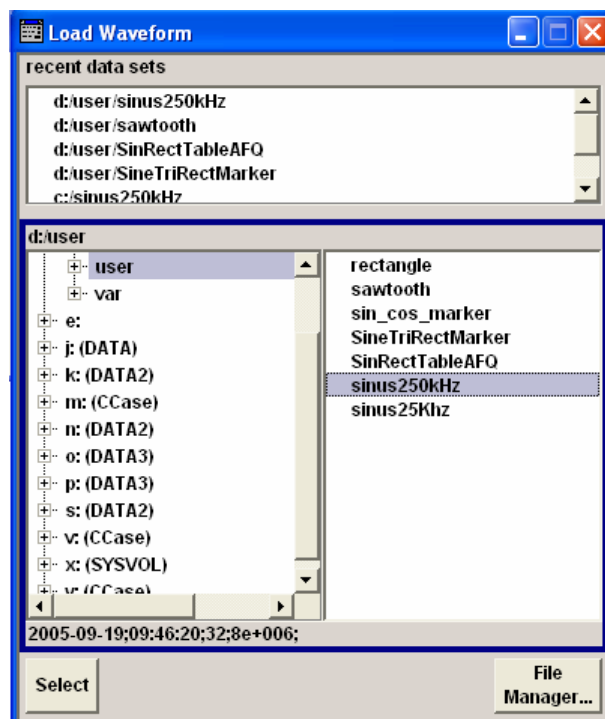 Load Waveform
recent data sets
d:/user/sinus250kHz
d:/user/sawtooth
d:/user/SinRectTableAFQ
d:/user/SineTriRectMarker
c:/sinus250kHz
d:/user
user
var
e:
j: (DATA)
k: (DATA2)
m: (CCase)
n: (DATA2)
o: (DATA3)
p: (DATA3)
s: (DATA2)
v: (CCase)
x: (SYSVOL)
y: (CCase)
rectangle
sawtooth
sin_cos_marker
SineTriRectMarker
SinRectTableAFQ
sinus250kHz
sinus25Khz
2005-09-19;09:46:20;32;8e+006;
Select
File
Manager...